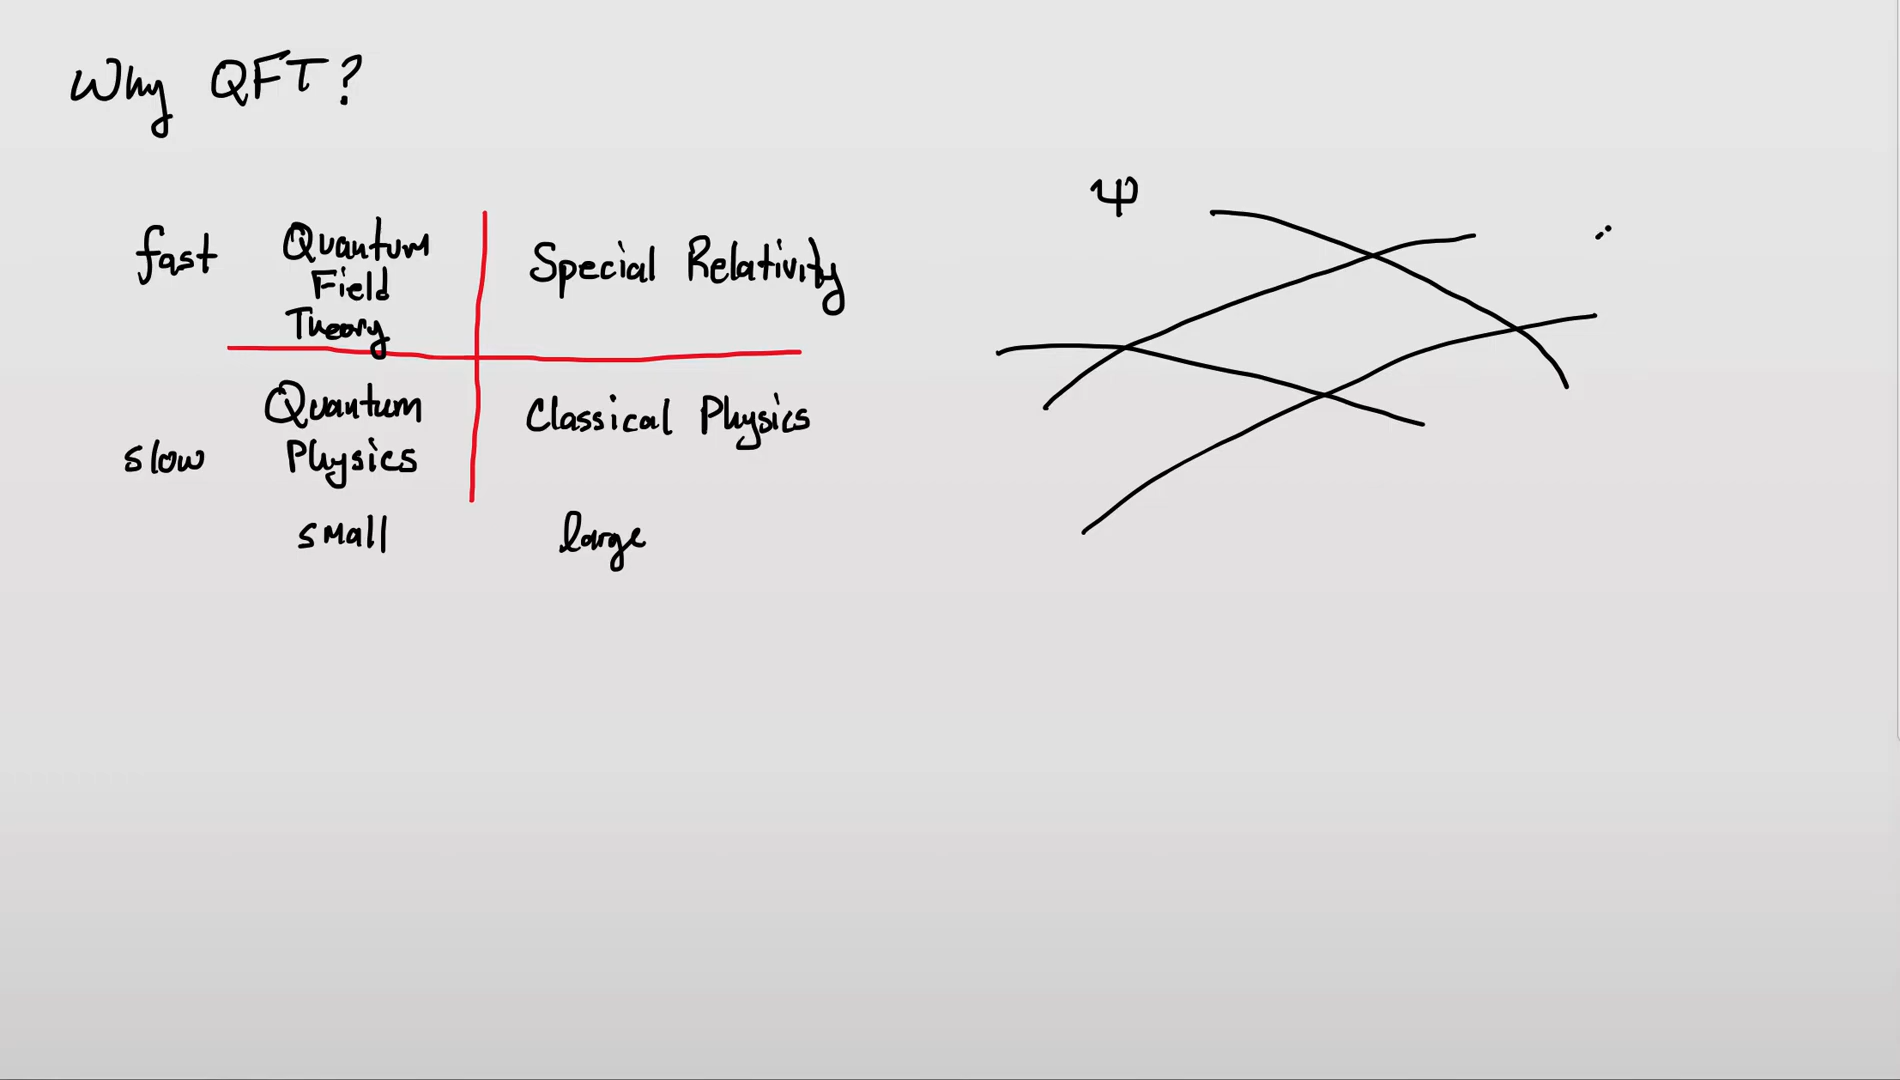 Why QFT?
fast
Quantum
Field
Theory
Special Relativity
slow
Quantum
Physics
Classical Physics
small
large
ψ